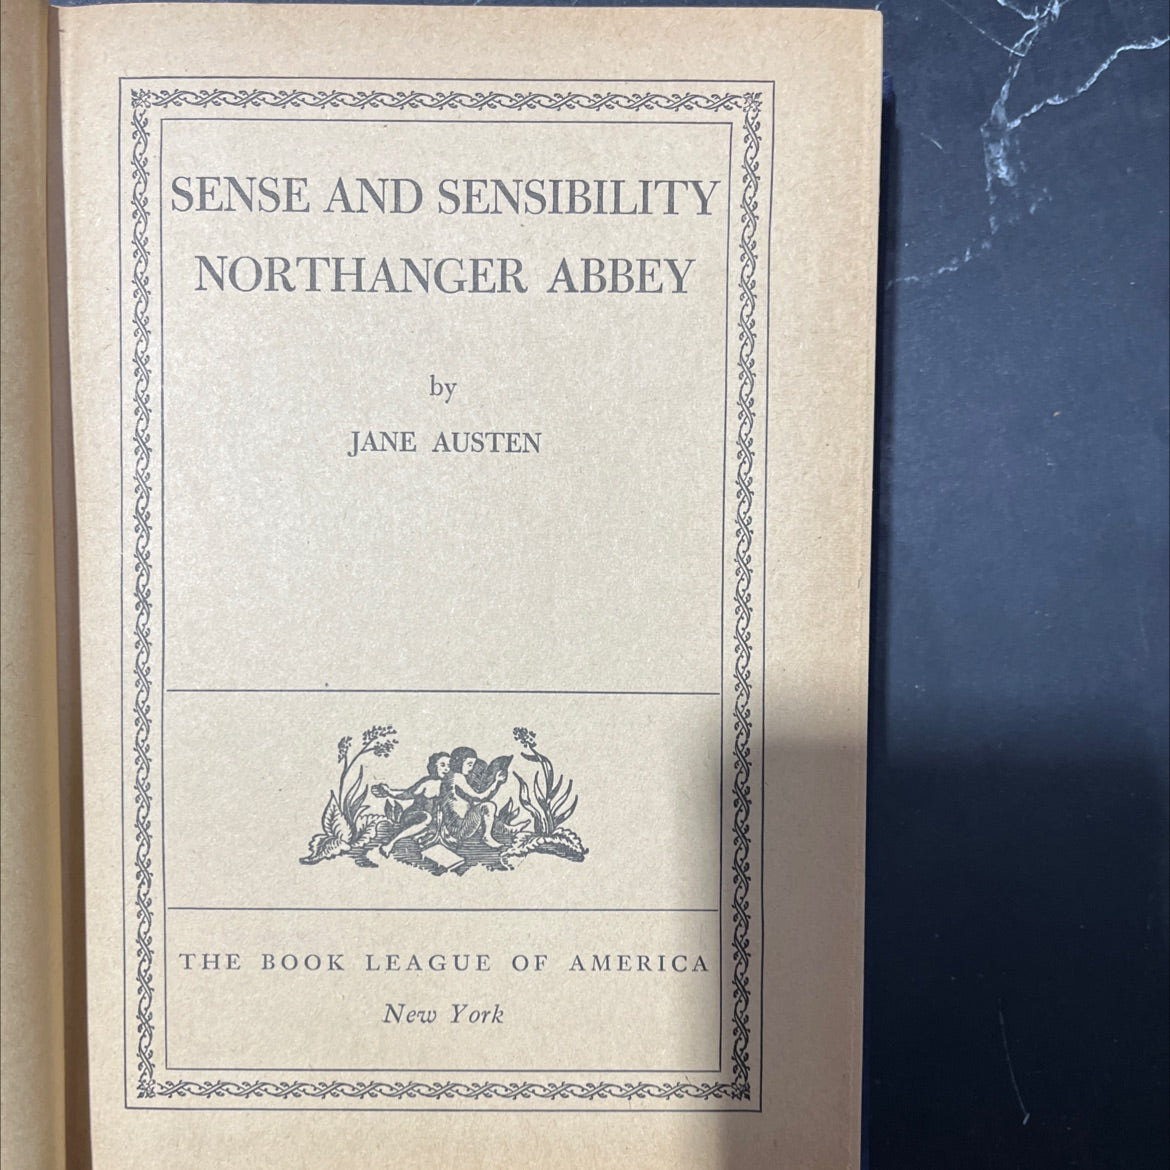 SENSE AND SENSIBILITY
NORTHANGER ABBEY
by
JANE AUSTEN
THE BOOK LEAGUE OF AMERICA
New York